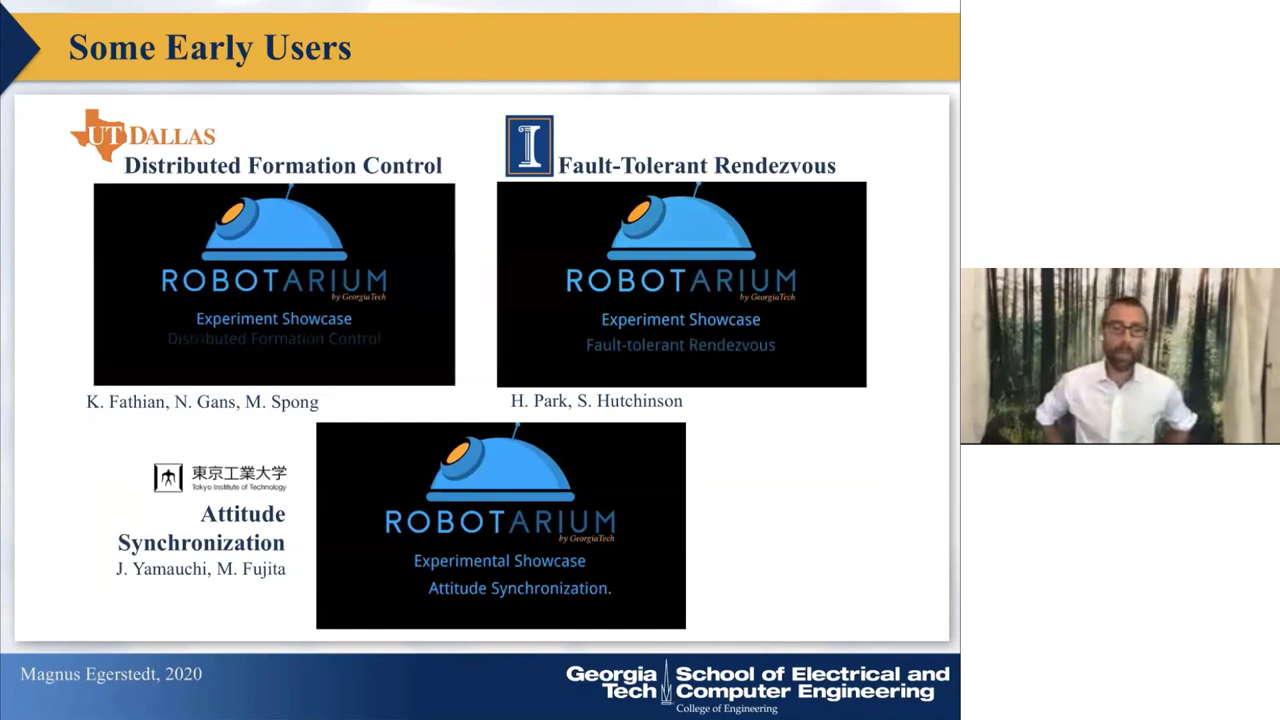 Some Early Users
UT DALLAS
Distributed Formation Control
ROBOTARIUM
by GeorgiaTech
Experiment Showcase
Distributed Formation Control
K. Fathian, N. Gans, M. Spong
I
Fault-Tolerant Rendezvous
ROBOTARIUM
by GeorgiaTech
Experiment Showcase
Fault-tolerant Rendezvous
H. Park, S. Hutchinson
東京工業大学
Tokyo Institute of Technology
Attitude
Synchronization
J. Yamauchi, M. Fujita
ROBOTARIUM
by GeorgiaTech
Experimental Showcase
Attitude Synchronization.
Magnus Egerstedt, 2020
Georgia
Tech
School of Electrical and
Computer Engineering
College of Engineering